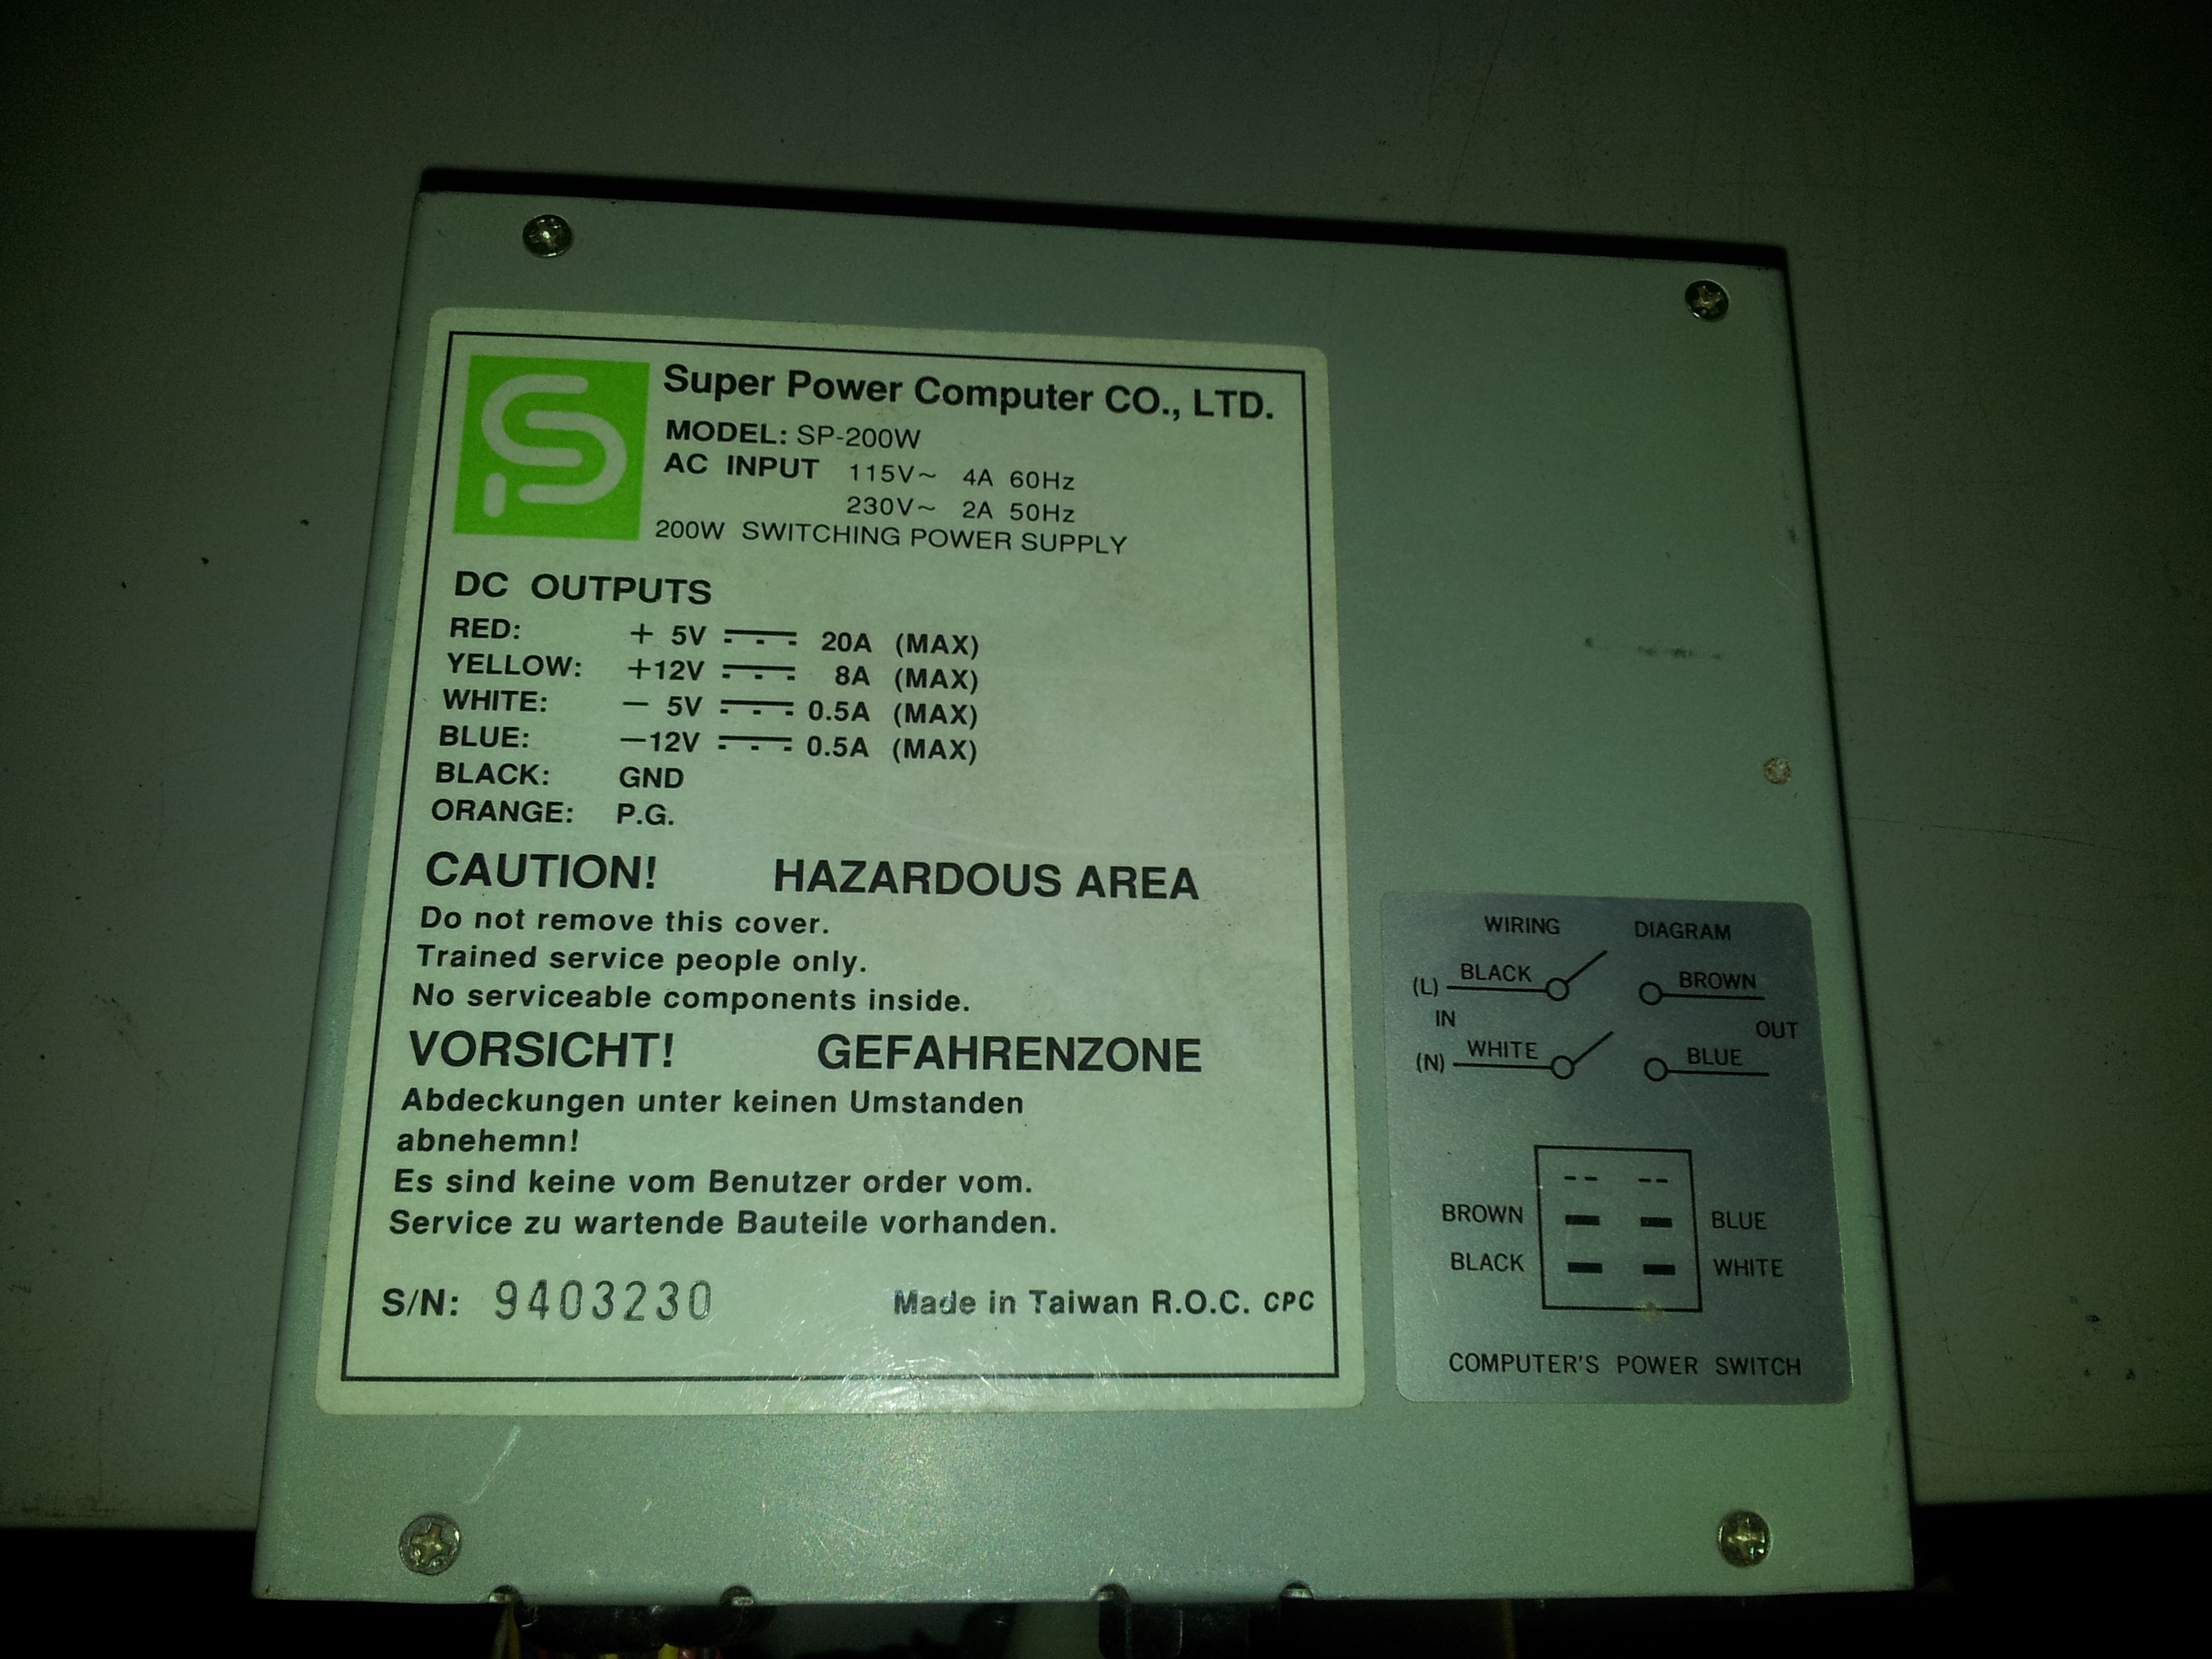 Super Power Computer CO., LTD.
MODEL: SP-200W
AC INPUT 115V~ 4A 60Hz
230V~ 2A 50Hz
200W SWITCHING POWER SUPPLY
DC OUTPUTS
RED: + 5V 20A (MAX)
YELLOW: +12V 8A (MAX)
WHITE: − 5V 0.5A (MAX)
BLUE: −12V 0.5A (MAX)
BLACK: GND
ORANGE: P.G.
CAUTION! HAZARDOUS AREA
Do not remove this cover.
Trained service people only.
No serviceable components inside.
VORSICHT! GEFAHRENZONE
Abdeckungen unter keinen Umstanden
abnehemn!
Es sind keine vom Benutzer order vom.
Service zu wartende Bauteile vorhanden.
S/N: 9403230 Made in Taiwan R.O.C. CPC
WIRING DIAGRAM
(L) BLACK BROWN
IN OUT
(N) WHITE BLUE
BROWN BLUE
BLACK WHITE
COMPUTER'S POWER SWITCH